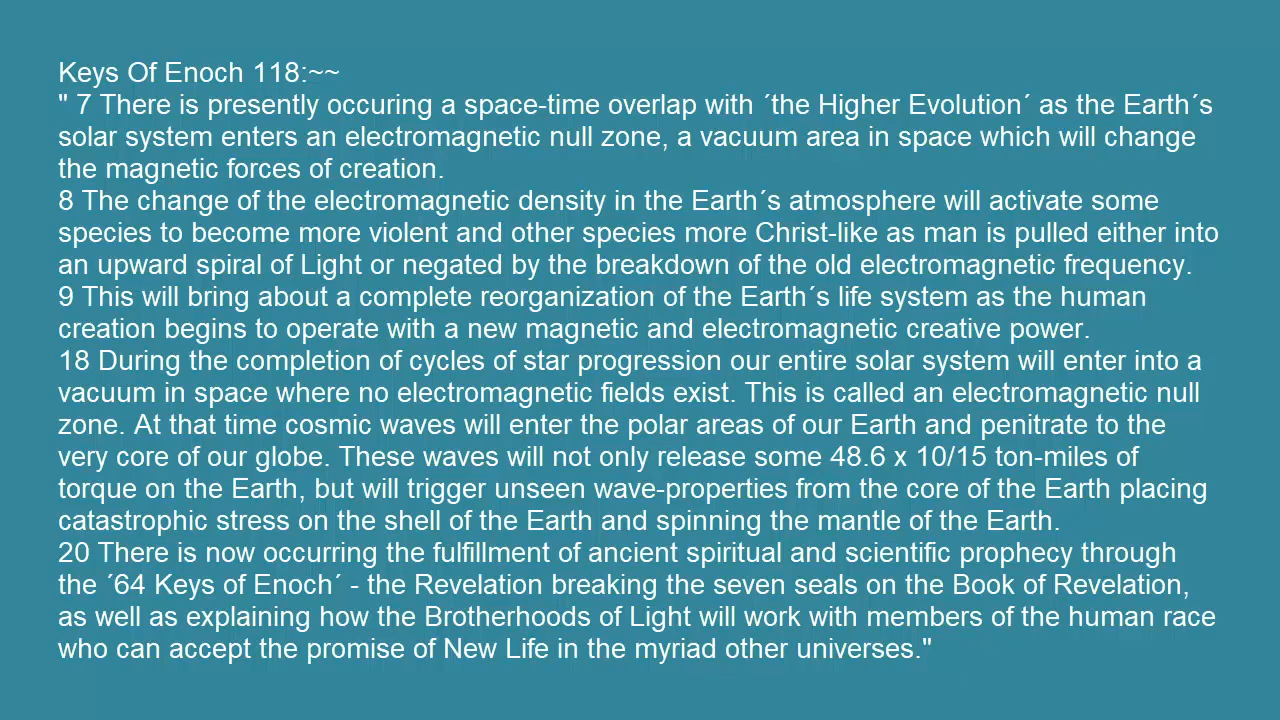 Keys Of Enoch 118:~~
" 7 There is presently occuring a space-time overlap with ´the Higher Evolution´ as the Earth´s
solar system enters an electromagnetic null zone, a vacuum area in space which will change
the magnetic forces of creation.
8 The change of the electromagnetic density in the Earth´s atmosphere will activate some
species to become more violent and other species more Christ-like as man is pulled either into
an upward spiral of Light or negated by the breakdown of the old electromagnetic frequency.
9 This will bring about a complete reorganization of the Earth´s life system as the human
creation begins to operate with a new magnetic and electromagnetic creative power.
18 During the completion of cycles of star progression our entire solar system will enter into a
vacuum in space where no electromagnetic fields exist. This is called an electromagnetic null
zone. At that time cosmic waves will enter the polar areas of our Earth and penitrate to the
very core of our globe. These waves will not only release some 48.6 x 10/15 ton-miles of
torque on the Earth, but will trigger unseen wave-properties from the core of the Earth placing
catastrophic stress on the shell of the Earth and spinning the mantle of the Earth.
20 There is now occurring the fulfillment of ancient spiritual and scientific prophecy through
the ´64 Keys of Enoch´ - the Revelation breaking the seven seals on the Book of Revelation,
as well as explaining how the Brotherhoods of Light will work with members of the human race
who can accept the promise of New Life in the myriad other universes."